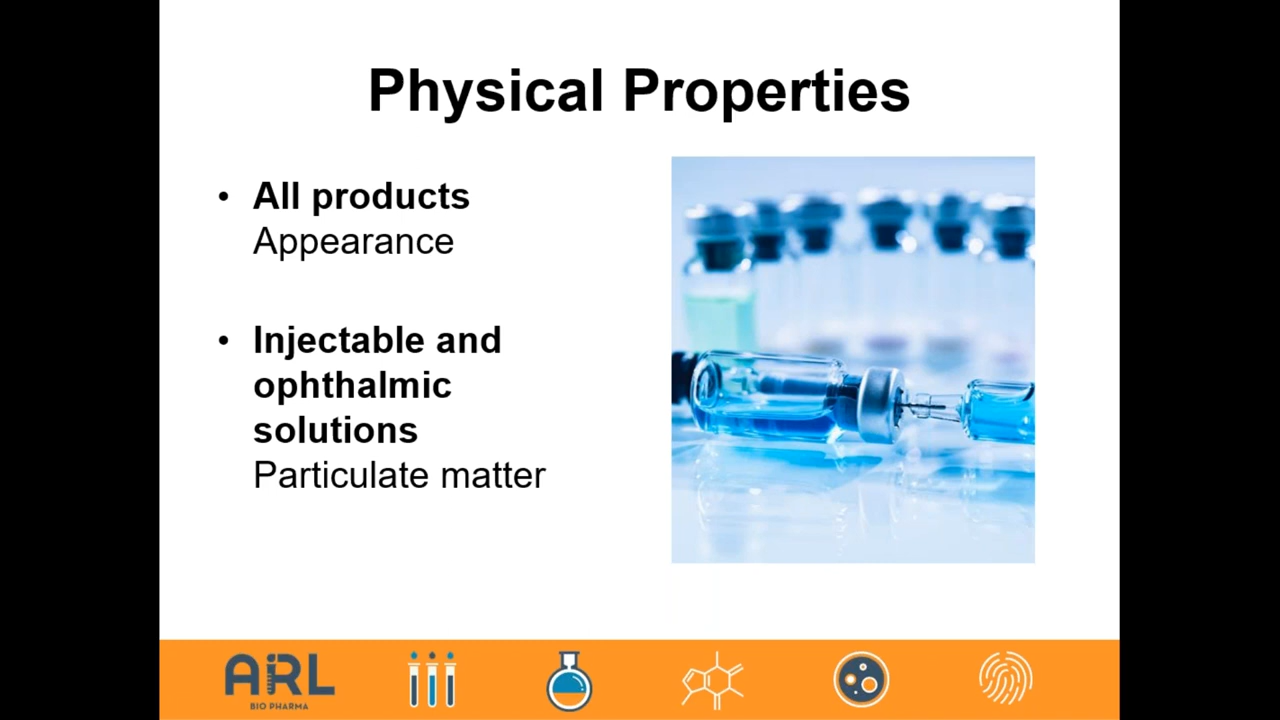 Physical Properties
• All products
Appearance
• Injectable and
ophthalmic
solutions
Particulate matter
ARL
BIO PHARMA